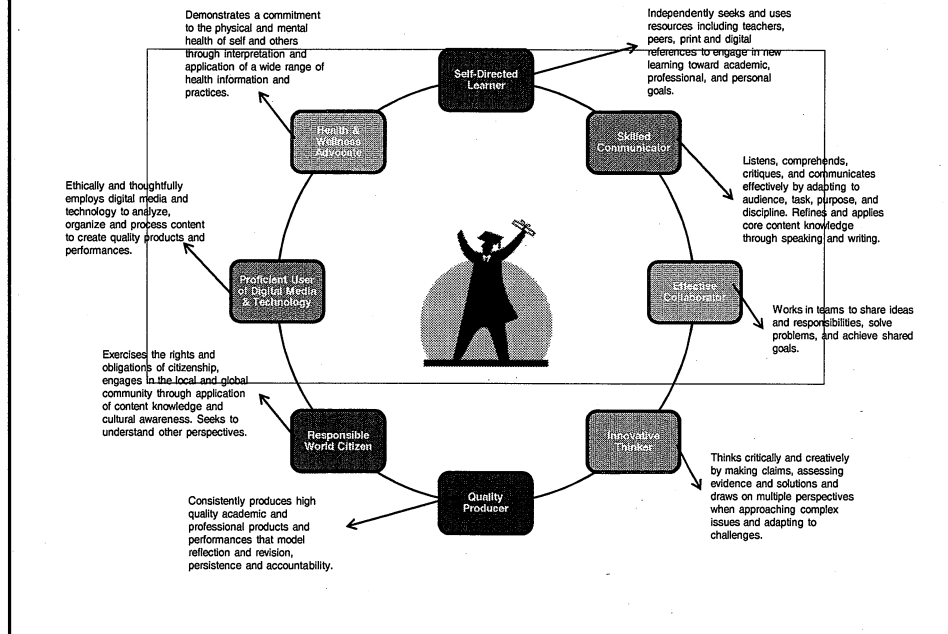 Demonstrates a commitment
to the physical and mental
health of self and others
through interpretation and
application of a wide range of
health information and
practices.
Independently seeks and uses
resources including teachers,
peers, print and digital
references to engage in new
learning toward academic,
professional, and personal
goals.
Self-Directed
Learner
Health &
Wellness
Advocate
Skilled
Communicator
Listens, comprehends,
critiques, and communicates
effectively by adapting to
audience, task, purpose, and
discipline. Refines and applies
core content knowledge
through speaking and writing.
Ethically and thoughtfully
employs digital media and
technology to analyze,
organize and process content
to create quality products and
performances.
Proficient User
of Digital Media
& Technology
Effective
Collaborator
Works in teams to share ideas
and responsibilities, solve
problems, and achieve shared
goals.
Exercises the rights and
obligations of citizenship,
engages in the local and global
community through application
of content knowledge and
cultural awareness. Seeks to
understand other perspectives.
Responsible
World Citizen
Innovative
Thinker
Thinks critically and creatively
by making claims, assessing
evidence and solutions and
draws on multiple perspectives
when approaching complex
issues and adapting to
challenges.
Quality
Producer
Consistently produces high
quality academic and
professional products and
performances that model
reflection and revision,
persistence and accountability.